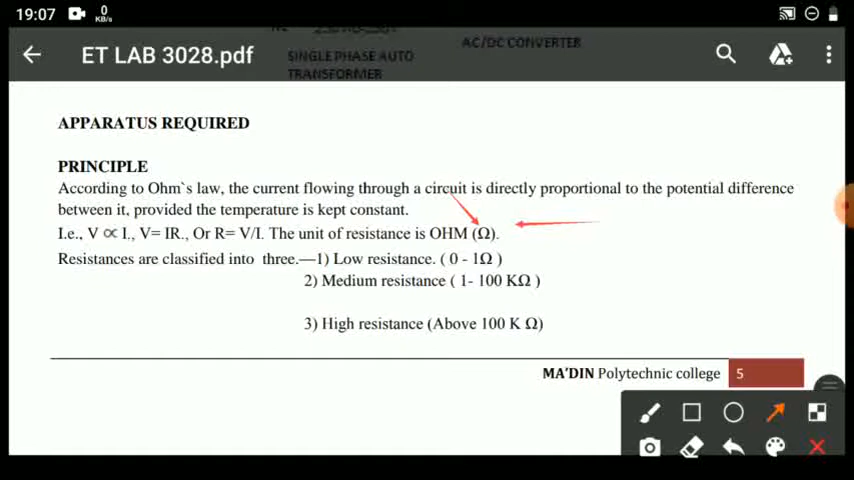 19:07 0 KB/s
ET LAB 3028.pdf
SINGLE PHASE AUTO
TRANSFORMER
AC/DC CONVERTER
APPARATUS REQUIRED
PRINCIPLE
According to Ohm`s law, the current flowing through a circuit is directly proportional to the potential difference
between it, provided the temperature is kept constant.
I.e., V ∝ I., V= IR., Or R= V/I. The unit of resistance is OHM (Ω).
Resistances are classified into three.—1) Low resistance. ( 0 - 1Ω )
2) Medium resistance ( 1- 100 KΩ )
3) High resistance (Above 100 K Ω)
MA'DIN Polytechnic college 5